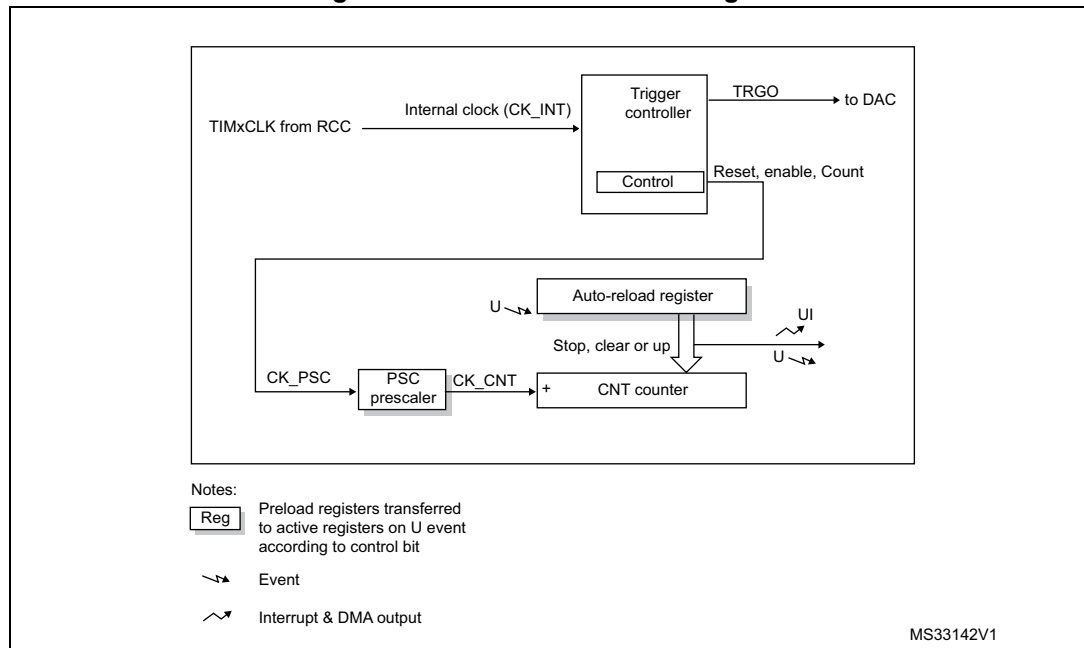 Trigger
controller
TRGO
to DAC
Internal clock (CK_INT)
TIMxCLK from RCC
Control
Reset, enable, Count
Auto-reload register
U
UI
Stop, clear or up
U
CK_PSC
PSC
prescaler
CK_CNT
+
CNT counter
Notes:
Reg
Preload registers transferred
to active registers on U event
according to control bit
Event
Interrupt & DMA output
MS33142V1